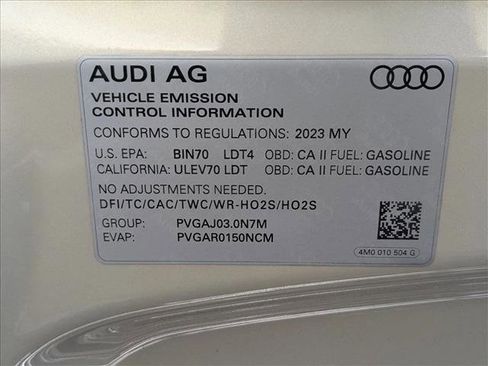 AUDI AG
VEHICLE EMISSION
CONTROL INFORMATION
CONFORMS TO REGULATIONS: 2023 MY
U.S. EPA: BIN70 LDT4 OBD: CA II FUEL: GASOLINE
CALIFORNIA: ULEV70 LDT OBD: CA II FUEL: GASOLINE
NO ADJUSTMENTS NEEDED.
DFI/TC/CAC/TWC/WR-HO2S/HO2S
GROUP: PVGAJ03.0N7M
EVAP: PVGAR0150NCM
4M0 010 504 G